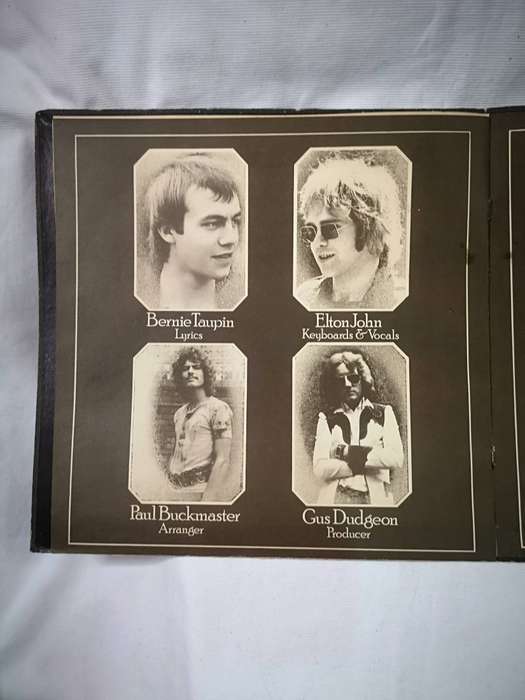 Bernie Taupin
Lyrics
Elton John
Keyboards & Vocals
Paul Buckmaster
Arranger
Gus Dudgeon
Producer